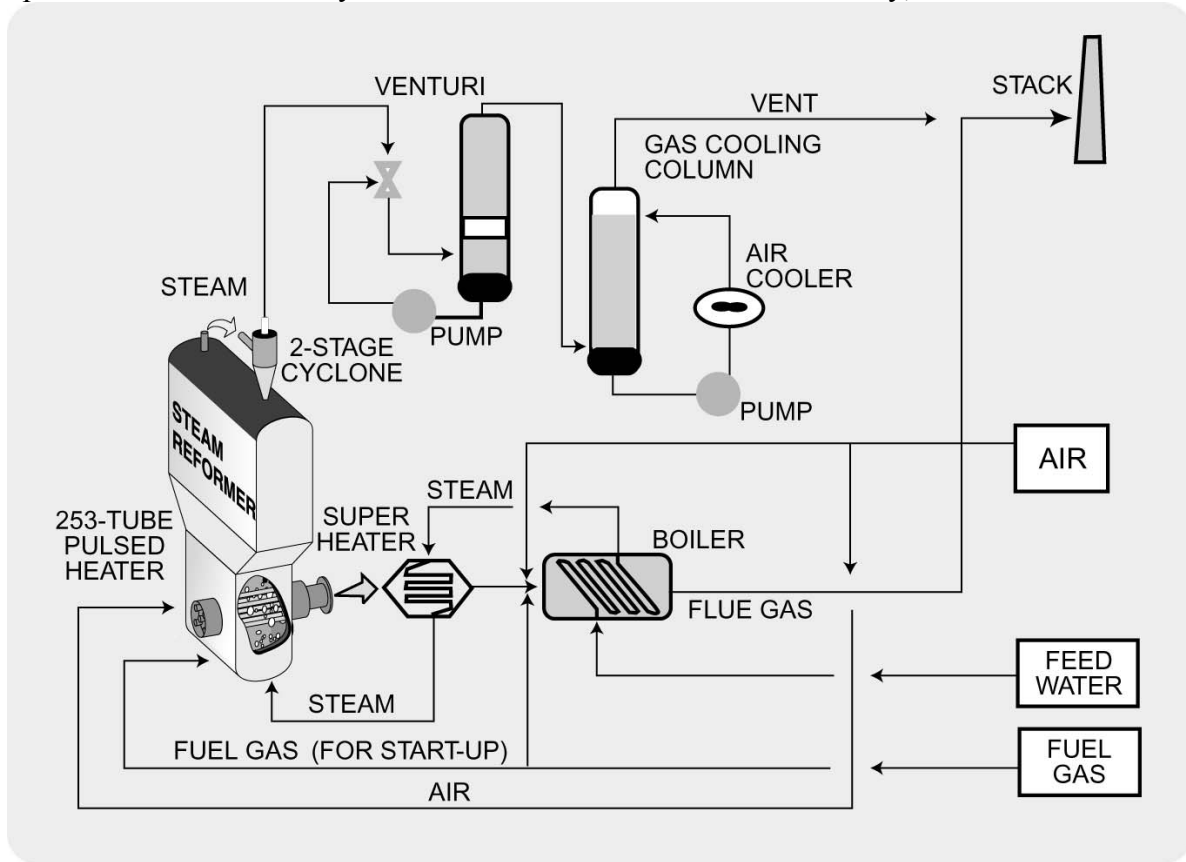 VENTURI
STACK
VENT
GAS COOLING
COLUMN
AIR
COOLER
STEAM
2-STAGE
CYCLONE
PUMP
PUMP
STEAM
REFORMER
AIR
253-TUBE
PULSED
HEATER
SUPER
HEATER
STEAM
BOILER
FLUE GAS
FEED
WATER
STEAM
FUEL GAS (FOR START-UP)
FUEL
GAS
AIR